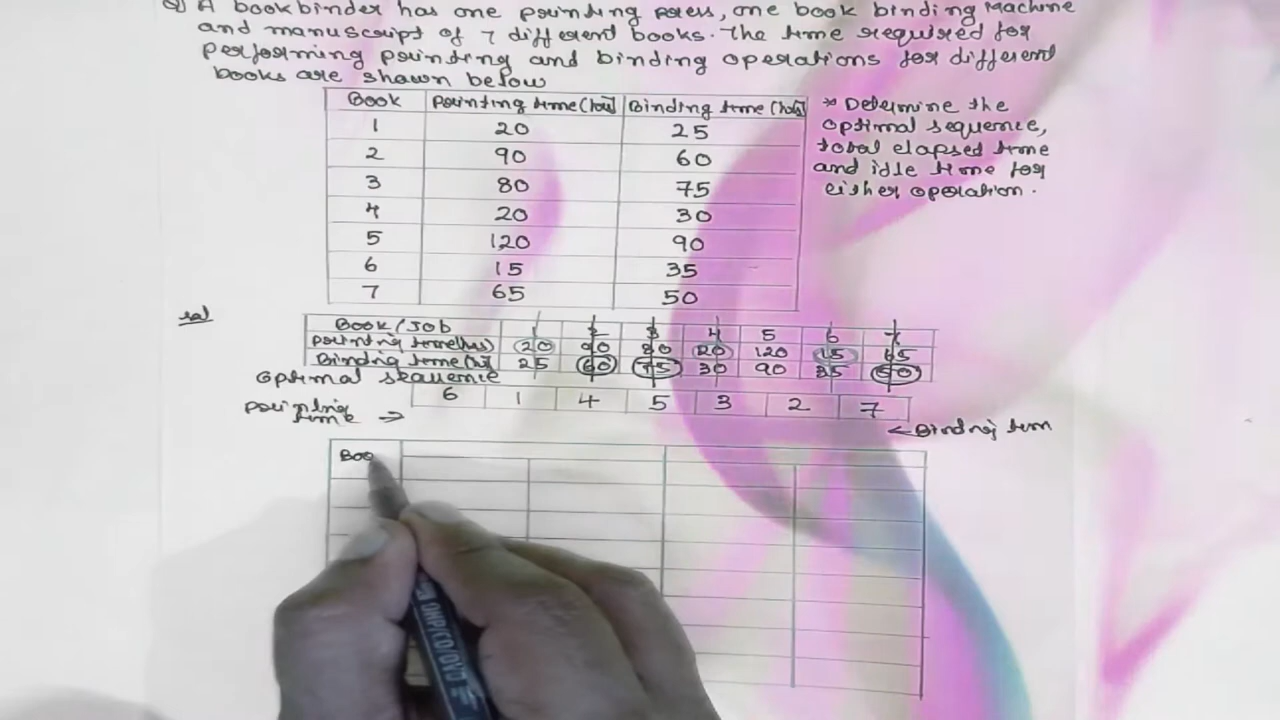 Q) A bookbinder has one printing press, one book binding Machine
and manuscript of 7 different books. The time required for
performing printing and binding operations for different
books are shown below
Book Printing time (hrs) Binding time (hrs)
1 20 25
2 90 60
3 80 75
4 20 30
5 120 90
6 15 35
7 65 50
* Determine the
optimal sequence,
total elapsed time
and idle time for
either operation.
Sol
Book/Job 1 2 3 4 5 6 7
Printing time(hrs) 20 90 80 20 120 15 65
Binding time(hr) 25 60 75 30 90 35 50
Optimal sequence
6 1 4 5 3 2 7
Printing
time →
← Binding time
Boo
ONP/CD/DVD